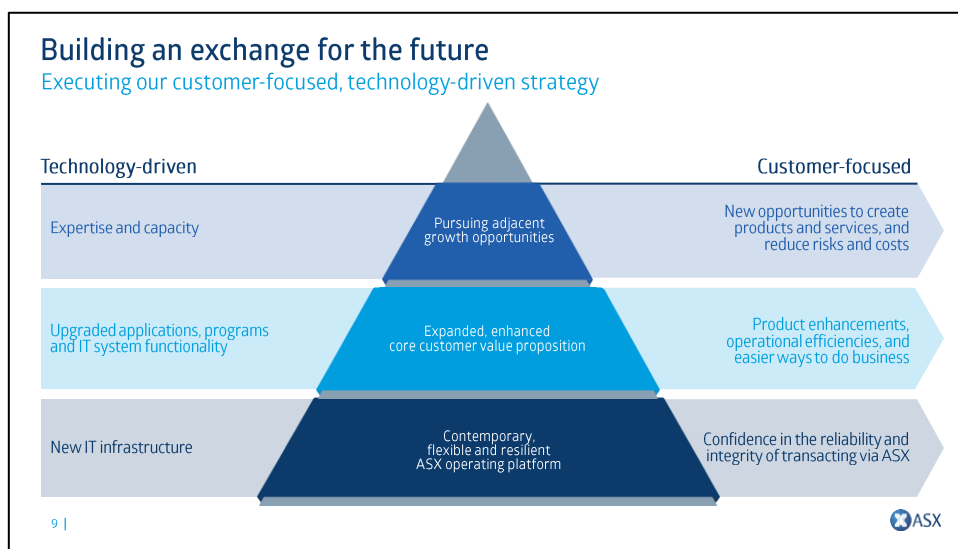 Building an exchange for the future
Executing our customer-focused, technology-driven strategy
Technology-driven
Customer-focused
Expertise and capacity
Pursuing adjacent
growth opportunities
New opportunities to create
products and services, and
reduce risks and costs
Upgraded applications, programs
and IT system functionality
Expanded, enhanced
core customer value proposition
Product enhancements,
operational efficiencies, and
easier ways to do business
New IT infrastructure
Contemporary,
flexible and resilient
ASX operating platform
Confidence in the reliability and
integrity of transacting via ASX
9 |
ASX